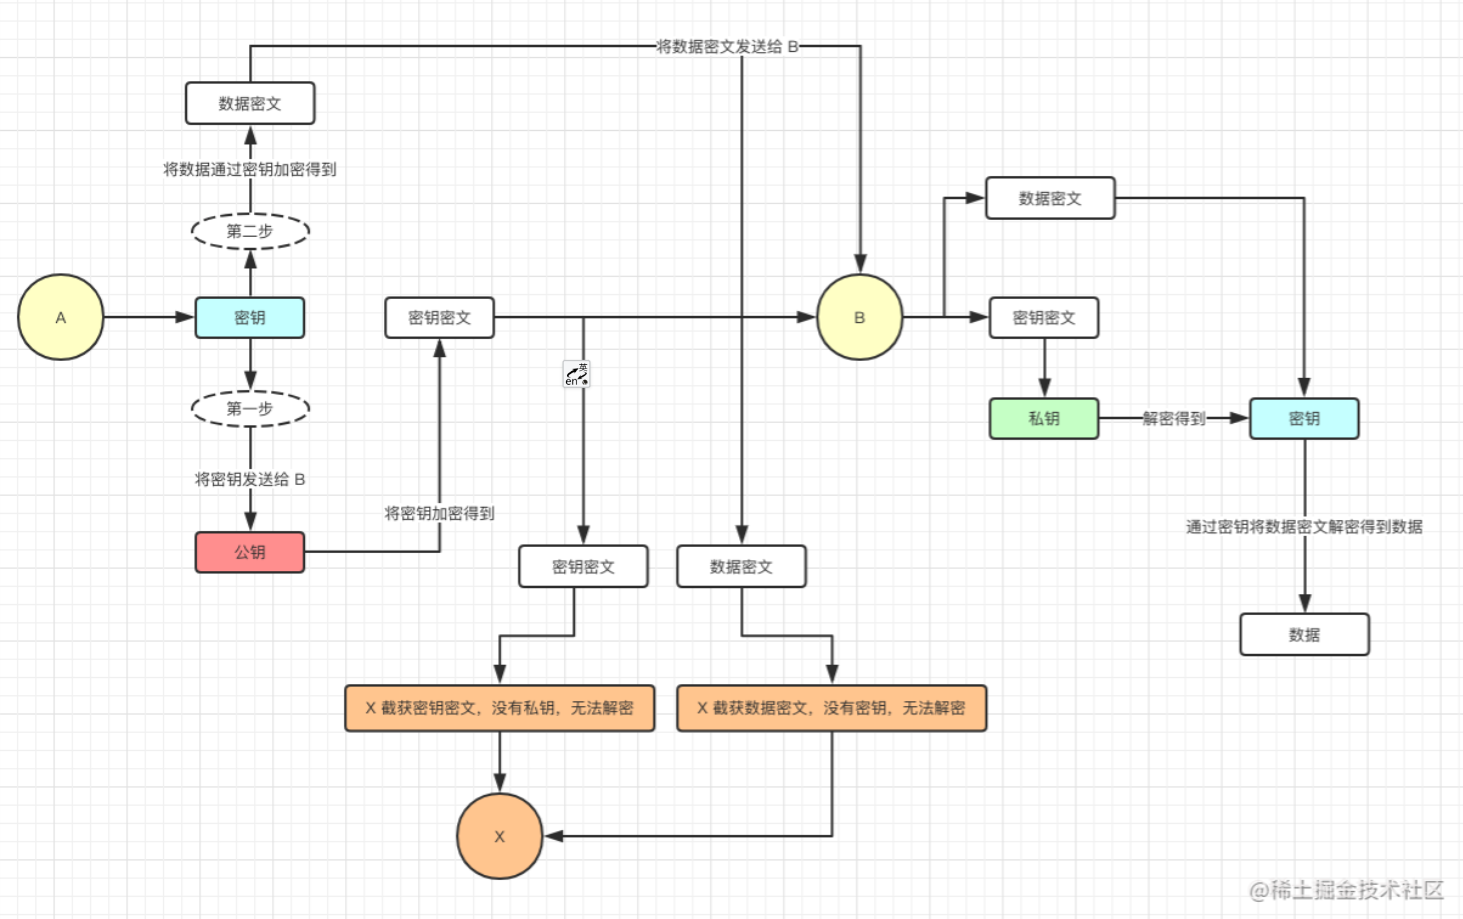 将数据密文发送给 B
数据密文
将数据通过密钥加密得到
第二步
数据密文
A
密钥
密钥密文
B
密钥密文
英
en
第一步
私钥
解密得到
密钥
将密钥发送给 B
将密钥加密得到
通过密钥将数据密文解密得到数据
公钥
密钥密文
数据密文
数据
X 截获密钥密文，没有私钥，无法解密
X 截获数据密文，没有密钥，无法解密
X
@稀土掘金技术社区